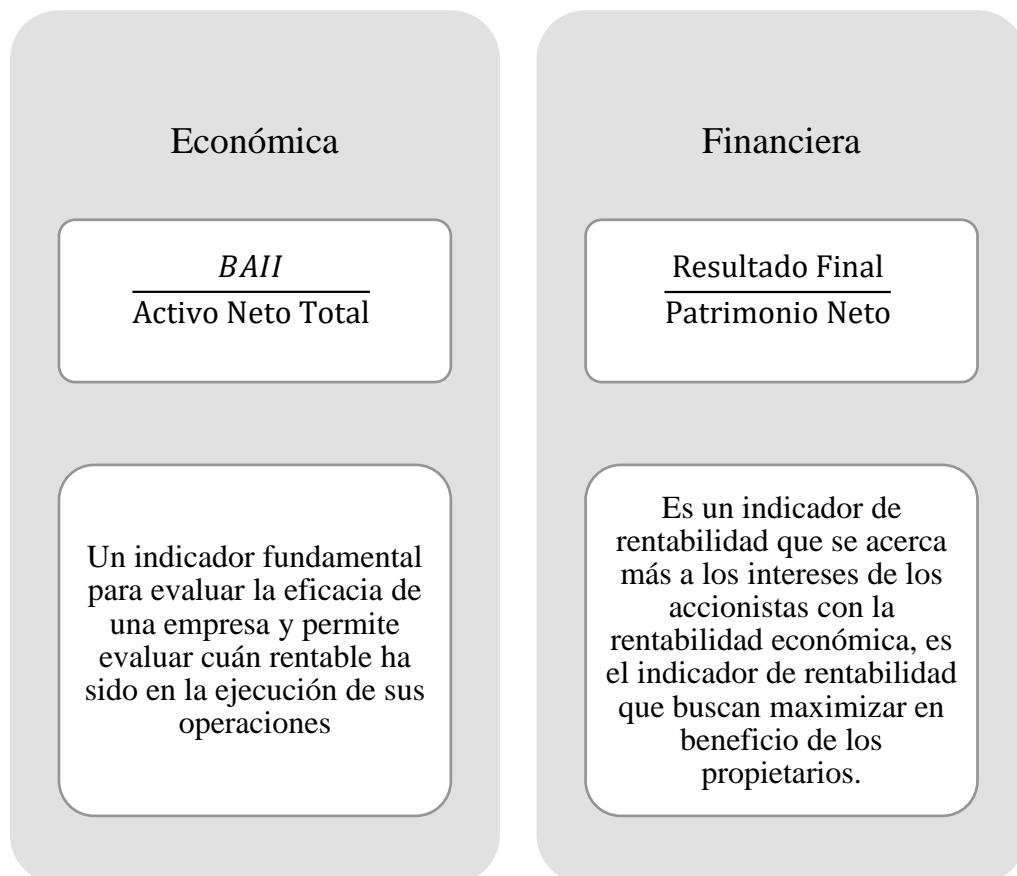 Económica
BAII
Activo Neto Total
Un indicador fundamental
para evaluar la eficacia de
una empresa y permite
evaluar cuán rentable ha
sido en la ejecución de sus
operaciones
Financiera
Resultado Final
Patrimonio Neto
Es un indicador de
rentabilidad que se acerca
más a los intereses de los
accionistas con la
rentabilidad económica, es
el indicador de rentabilidad
que buscan maximizar en
beneficio de los
propietarios.